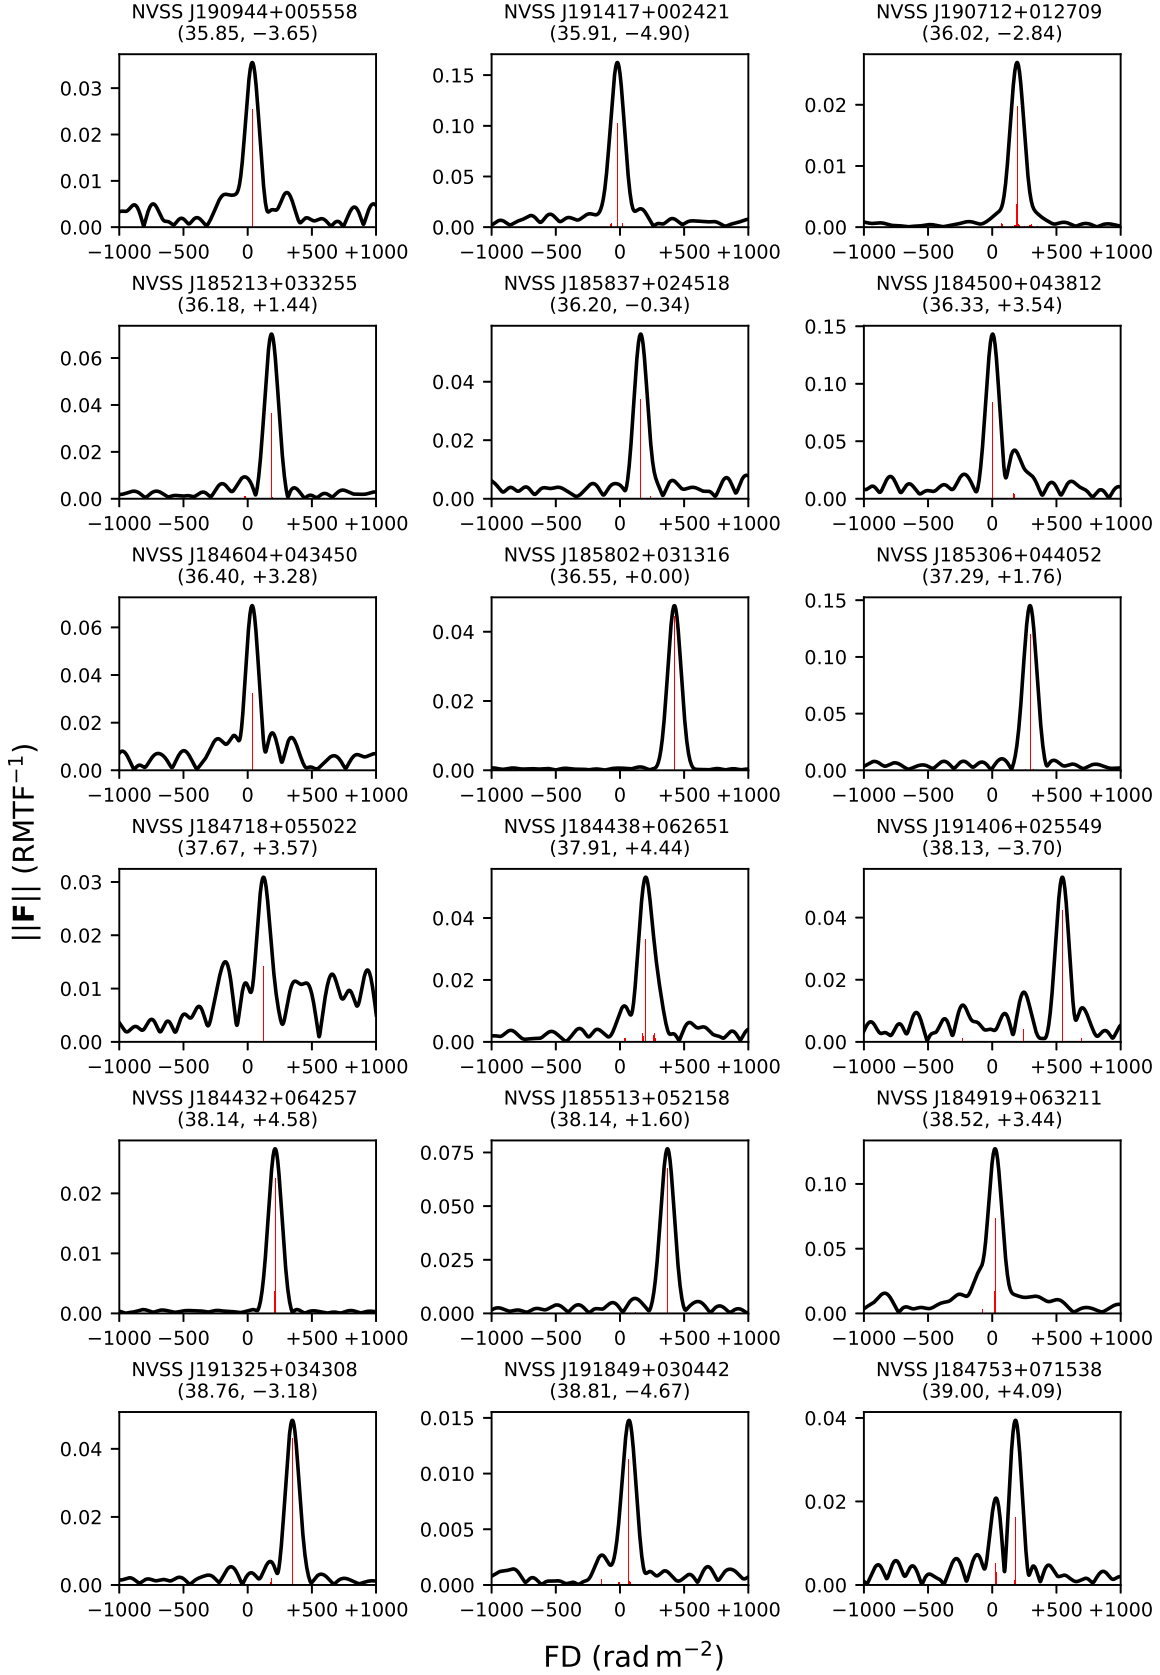 NVSS J190944+005558 NVSS J191417+002421 NVSS J190712+012709
(35.85, −3.65) (35.91, −4.90) (36.02, −2.84)
0.03 0.02 0.01 0.00
0.15 0.10 0.05 0.00
0.02 0.01 0.00
−1000 −500 0 +500 +1000 −1000 −500 0 +500 +1000 −1000 −500 0 +500 +1000
NVSS J185213+033255 NVSS J185837+024518 NVSS J184500+043812
(36.18, +1.44) (36.20, −0.34) (36.33, +3.54)
0.06 0.04 0.02 0.00
0.04 0.02 0.00
0.15 0.10 0.05 0.00
−1000 −500 0 +500 +1000 −1000 −500 0 +500 +1000 −1000 −500 0 +500 +1000
NVSS J184604+043450 NVSS J185802+031316 NVSS J185306+044052
(36.40, +3.28) (36.55, +0.00) (37.29, +1.76)
0.06 0.04 0.02 0.00
0.04 0.02 0.00
0.15 0.10 0.05 0.00
−1000 −500 0 +500 +1000 −1000 −500 0 +500 +1000 −1000 −500 0 +500 +1000
||F|| (RMTF⁻¹)
NVSS J184718+055022 NVSS J184438+062651 NVSS J191406+025549
(37.67, +3.57) (37.91, +4.44) (38.13, −3.70)
0.03 0.02 0.01 0.00
0.04 0.02 0.00
0.04 0.02 0.00
−1000 −500 0 +500 +1000 −1000 −500 0 +500 +1000 −1000 −500 0 +500 +1000
NVSS J184432+064257 NVSS J185513+052158 NVSS J184919+063211
(38.14, +4.58) (38.14, +1.60) (38.52, +3.44)
0.02 0.01 0.00
0.075 0.050 0.025 0.000
0.10 0.05 0.00
−1000 −500 0 +500 +1000 −1000 −500 0 +500 +1000 −1000 −500 0 +500 +1000
NVSS J191325+034308 NVSS J191849+030442 NVSS J184753+071538
(38.76, −3.18) (38.81, −4.67) (39.00, +4.09)
0.04 0.02 0.00
0.015 0.010 0.005 0.000
0.04 0.02 0.00
−1000 −500 0 +500 +1000 −1000 −500 0 +500 +1000 −1000 −500 0 +500 +1000
FD (rad m⁻²)